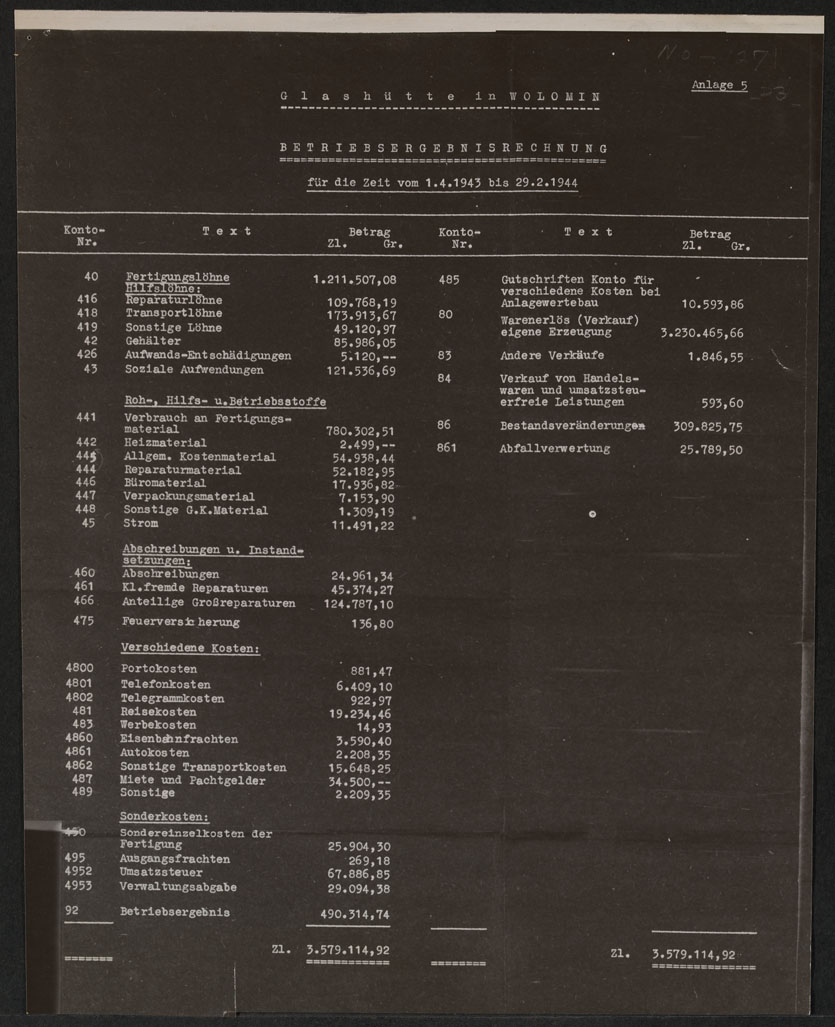 Anlage 5
Glashütte in WOLOMIN
BETRIEBSERGEBNISRECHNUNG
für die Zeit vom 1.4.1943 bis 29.2.1944
Konto-Nr. Text Betrag Zl. Gr. Konto-Nr. Text Betrag Zl. Gr.
40 Fertigungslöhne 1.211.507,08
Hilfslöhne:
416 Reparaturlöhne 109.768,19
418 Transportlöhne 173.913,67
419 Sonstige Löhne 49.120,97
42 Gehälter 85.986,05
426 Aufwands-Entschädigungen 5.120,--
43 Soziale Aufwendungen 121.536,69
Roh-, Hilfs- u.Betriebsstoffe
441 Verbrauch an Fertigungs-
material 780.302,51
442 Heizmaterial 2.499,--
445 Allgem. Kostenmaterial 54.938,44
444 Reparaturmaterial 52.182,95
446 Büromaterial 17.936,82
447 Verpackungsmaterial 7.153,90
448 Sonstige G.K.Material 1.309,19
45 Strom 11.491,22
Abschreibungen u. Instand-
setzungen:
460 Abschreibungen 24.961,34
461 Kl.fremde Reparaturen 45.374,27
466 Anteilige Großreparaturen 124.787,10
475 Feuerversicherung 136,80
Verschiedene Kosten:
4800 Portokosten 881,47
4801 Telefonkosten 6.409,10
4802 Telegrammkosten 922,97
481 Reisekosten 19.234,46
483 Werbekosten 14,93
4860 Eisenbahnfrachten 3.590,40
4861 Autokosten 2.208,35
4862 Sonstige Transportkosten 15.648,25
487 Miete und Pachtgelder 34.500,--
489 Sonstige 2.209,35
Sonderkosten:
450 Sondereinzelkosten der
Fertigung 25.904,30
495 Ausgangsfrachten 269,18
4952 Umsatzsteuer 67.886,85
4953 Verwaltungsabgabe 29.094,38
92 Betriebsergebnis 490.314,74
Zl. 3.579.114,92
485 Gutschriften Konto für
verschiedene Kosten bei
Anlagewertebau 10.593,86
80 Warenerlös (Verkauf)
eigene Erzeugung 3.230.465,66
83 Andere Verkäufe 1.846,55
84 Verkauf von Handels-
waren und umsatzsteu-
erfreie Leistungen 593,60
86 Bestandsveränderungen 309.825,75
861 Abfallverwertung 25.789,50
Zl. 3.579.114,92